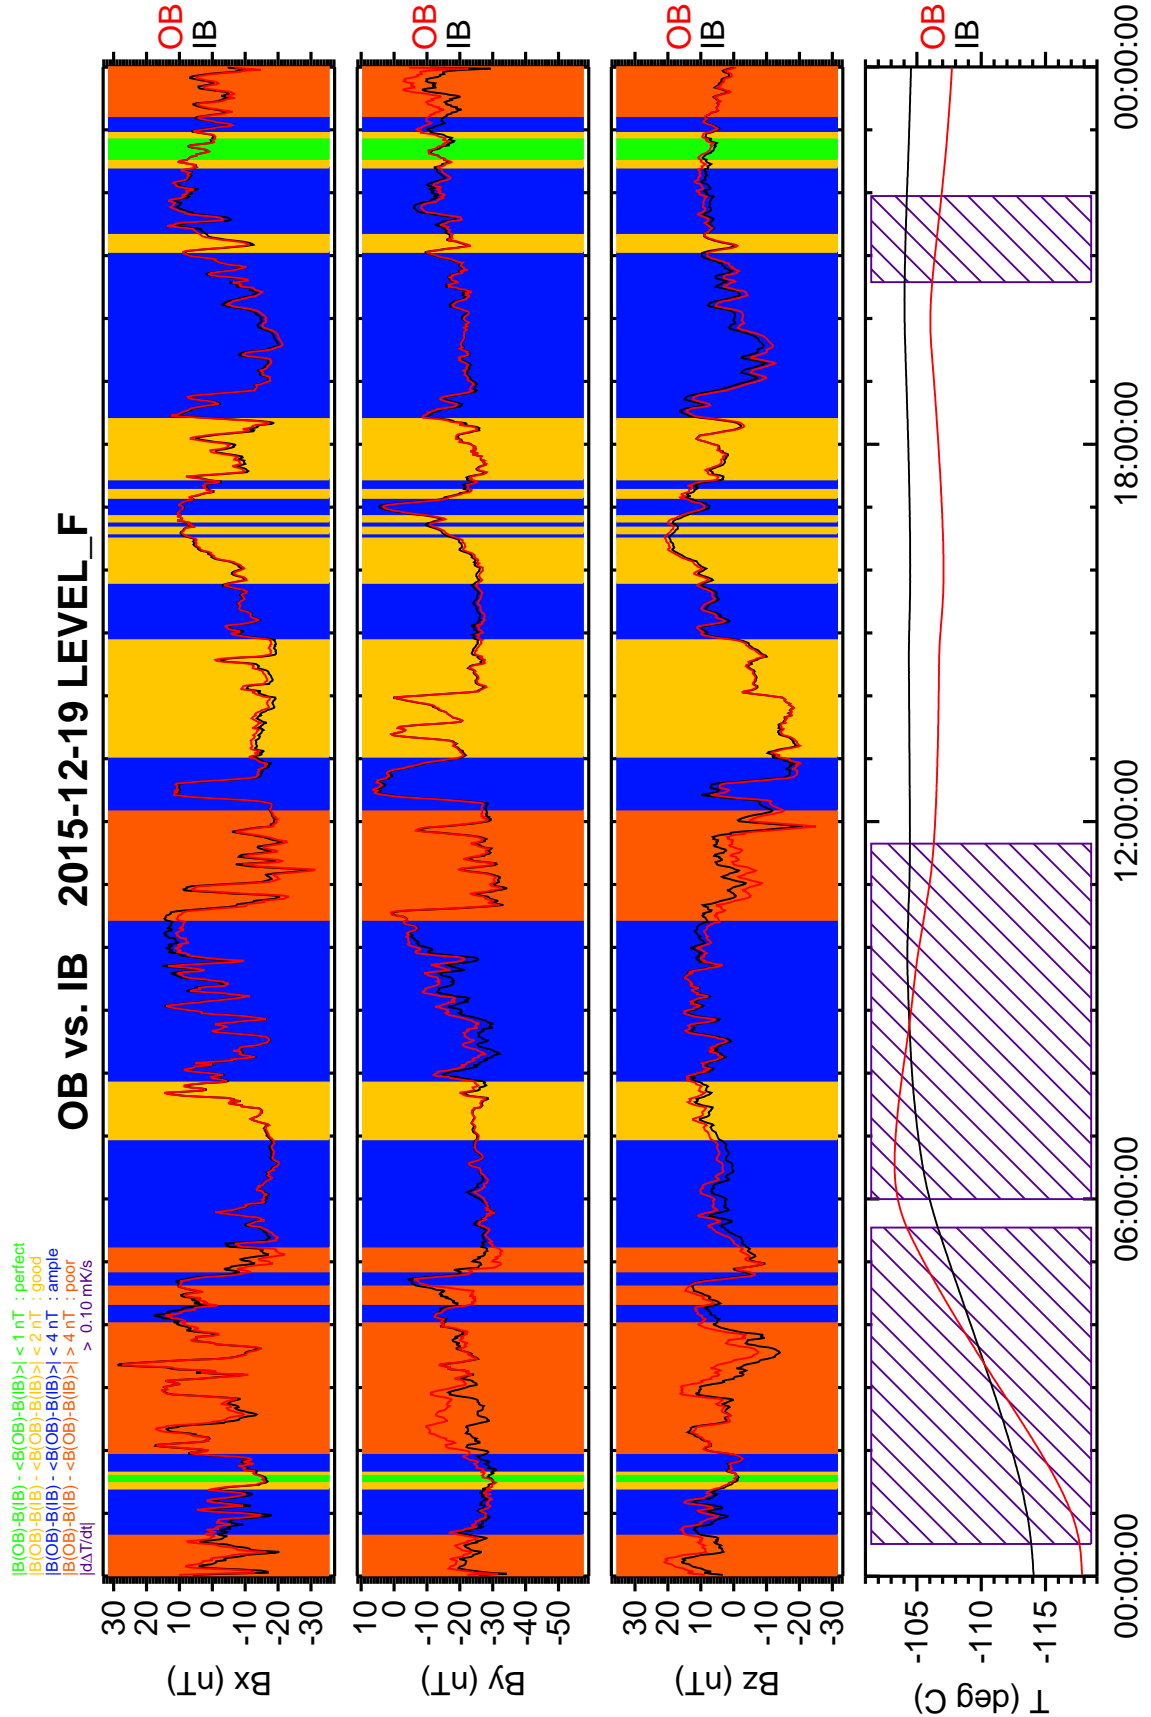 OB vs. IB 2015-12-19 LEVEL_F
|B(OB)-B(IB) - <B(OB)-B(IB)>| < 1 nT : perfect
|B(OB)-B(IB) - <B(OB)-B(IB)>| < 2 nT : good
|B(OB)-B(IB) - <B(OB)-B(IB)>| < 4 nT : ample
|B(OB)-B(IB) - <B(OB)-B(IB)>| > 4 nT : poor
|dΔT/dt| > 0.10 mK/s
Bx (nT)
30
20
10
0
-10
-20
-30
OB
IB
By (nT)
10
0
-10
-20
-30
-40
-50
OB
IB
Bz (nT)
30
20
10
0
-10
-20
-30
OB
IB
T (deg C)
-105
-110
-115
OB
IB
00:00:00 06:00:00 12:00:00 18:00:00 00:00:00